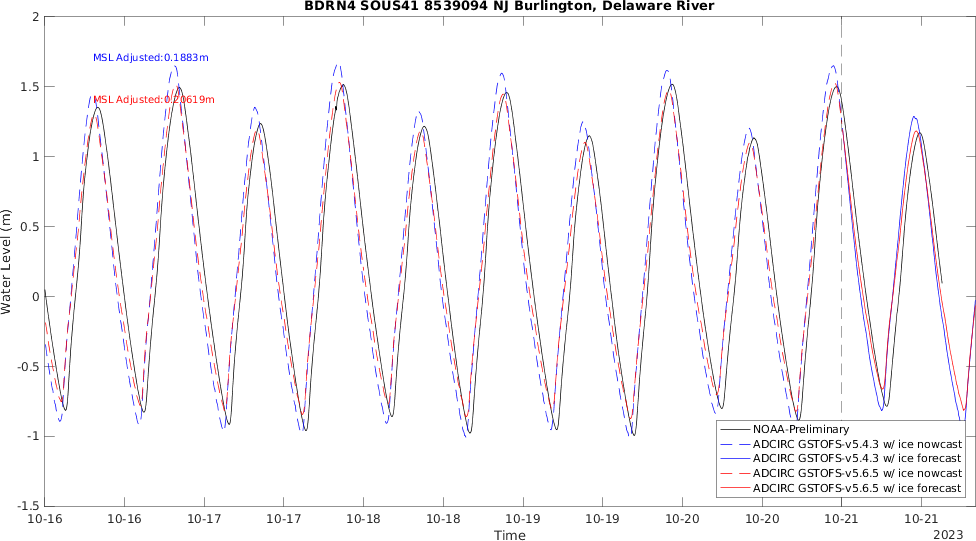 BDRN4 SOUS41 8539094 NJ Burlington, Delaware River
2
1.5
1
0.5
0
-0.5
-1
-1.5
Water Level (m)
MSL Adjusted:0.1883m
MSL Adjusted:0.20619m
NOAA-Preliminary
ADCIRC GSTOFS-v5.4.3 w/ ice nowcast
ADCIRC GSTOFS-v5.4.3 w/ ice forecast
ADCIRC GSTOFS-v5.6.5 w/ ice nowcast
ADCIRC GSTOFS-v5.6.5 w/ ice forecast
10-16 10-16 10-17 10-17 10-18 10-18 10-19 10-19 10-20 10-20 10-21 10-21
Time
2023